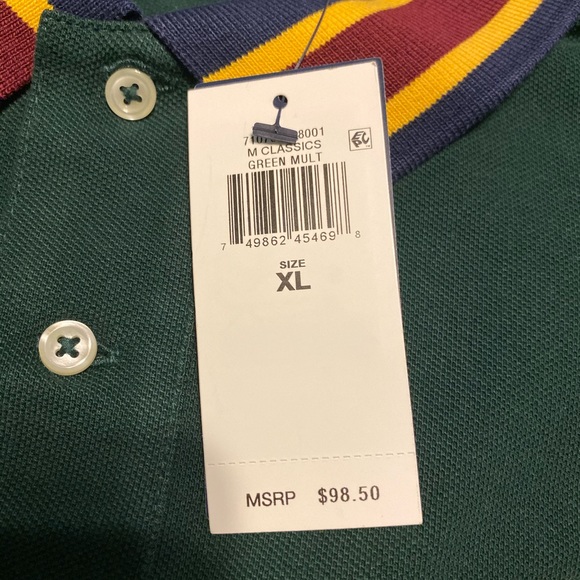 M CLASSICS
GREEN MULT
7 49862 45469 8
SIZE
XL
MSRP $98.50